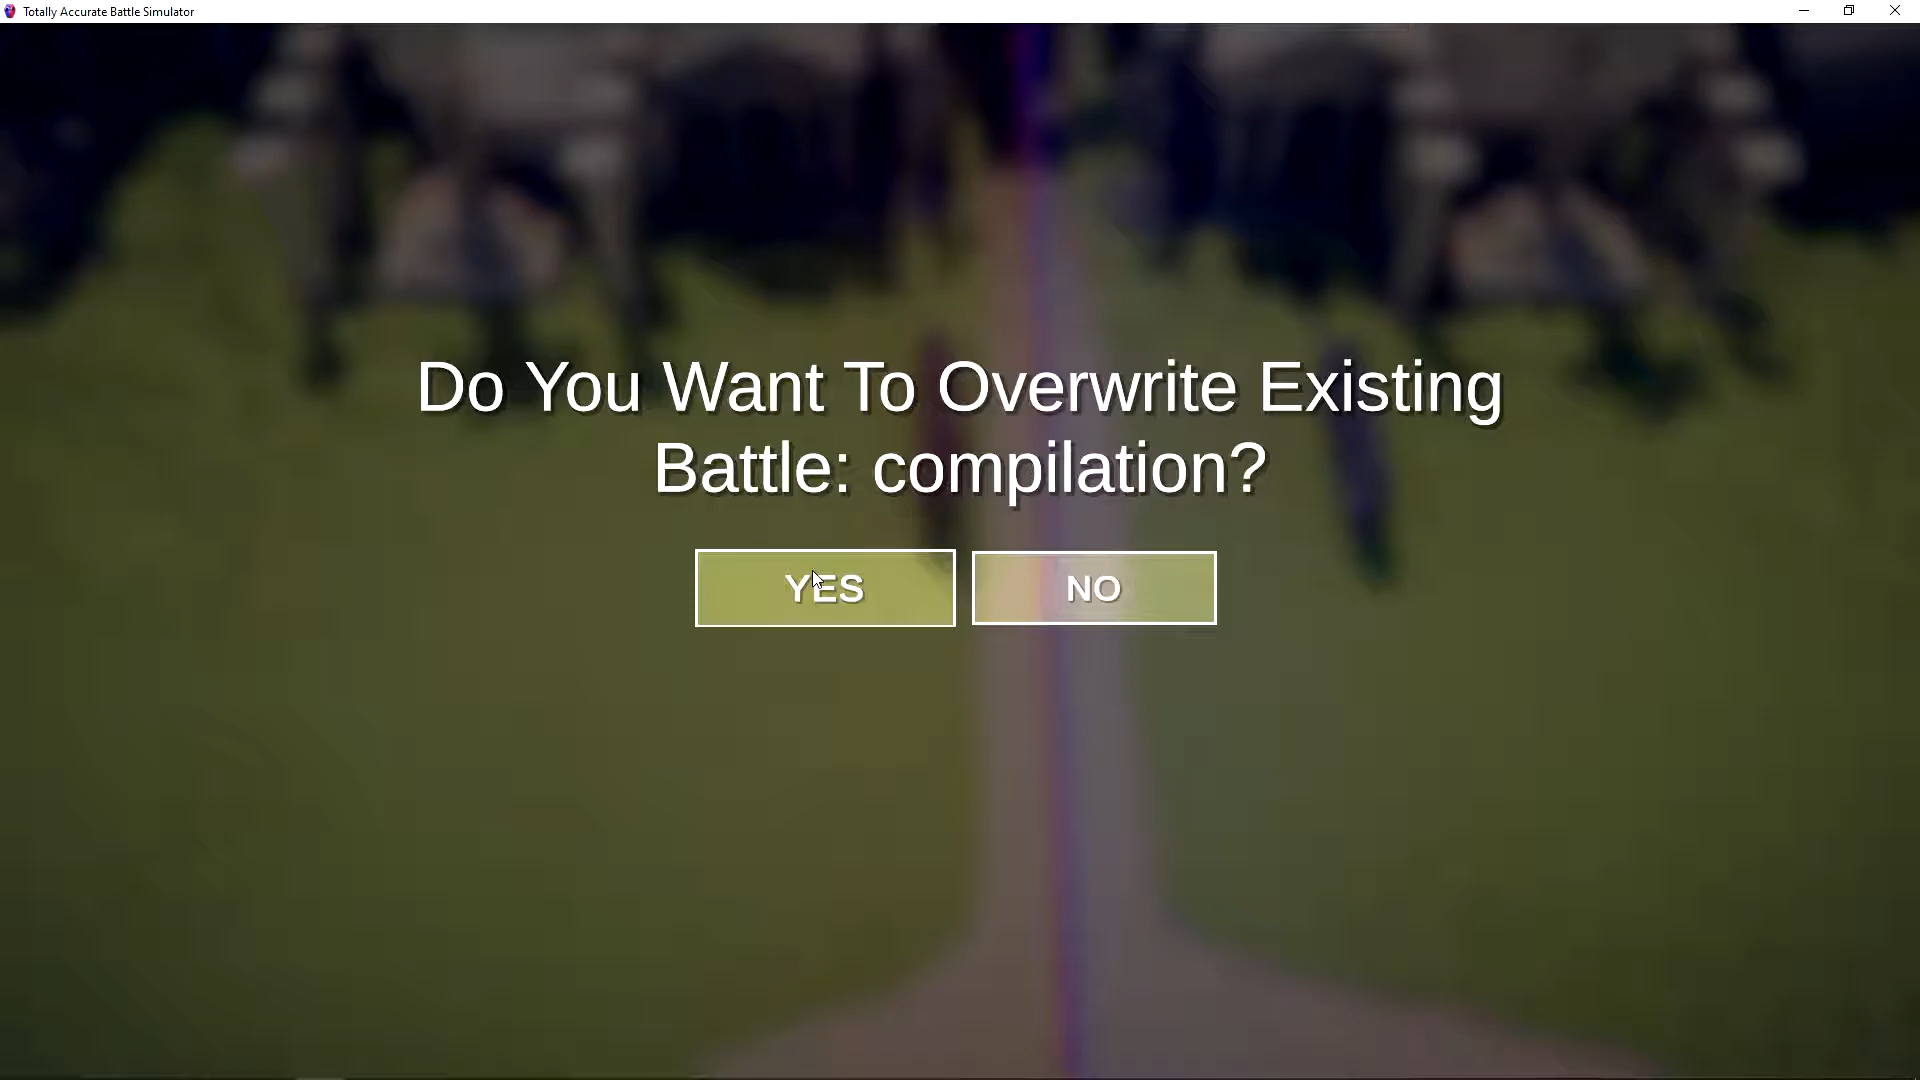 Totally Accurate Battle Simulator
Do You Want To Overwrite Existing
Battle: compilation?
YES
NO